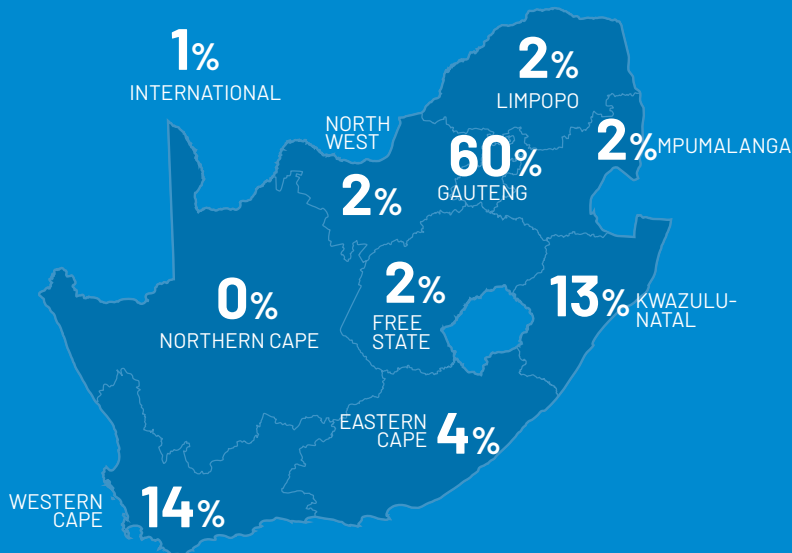 1%
INTERNATIONAL
2%
LIMPOPO
NORTH
WEST
2%
60%
GAUTENG
2%
MPUMALANGA
0%
NORTHERN CAPE
2%
FREE
STATE
13%
KWAZULU-
NATAL
EASTERN
CAPE
4%
WESTERN
CAPE
14%